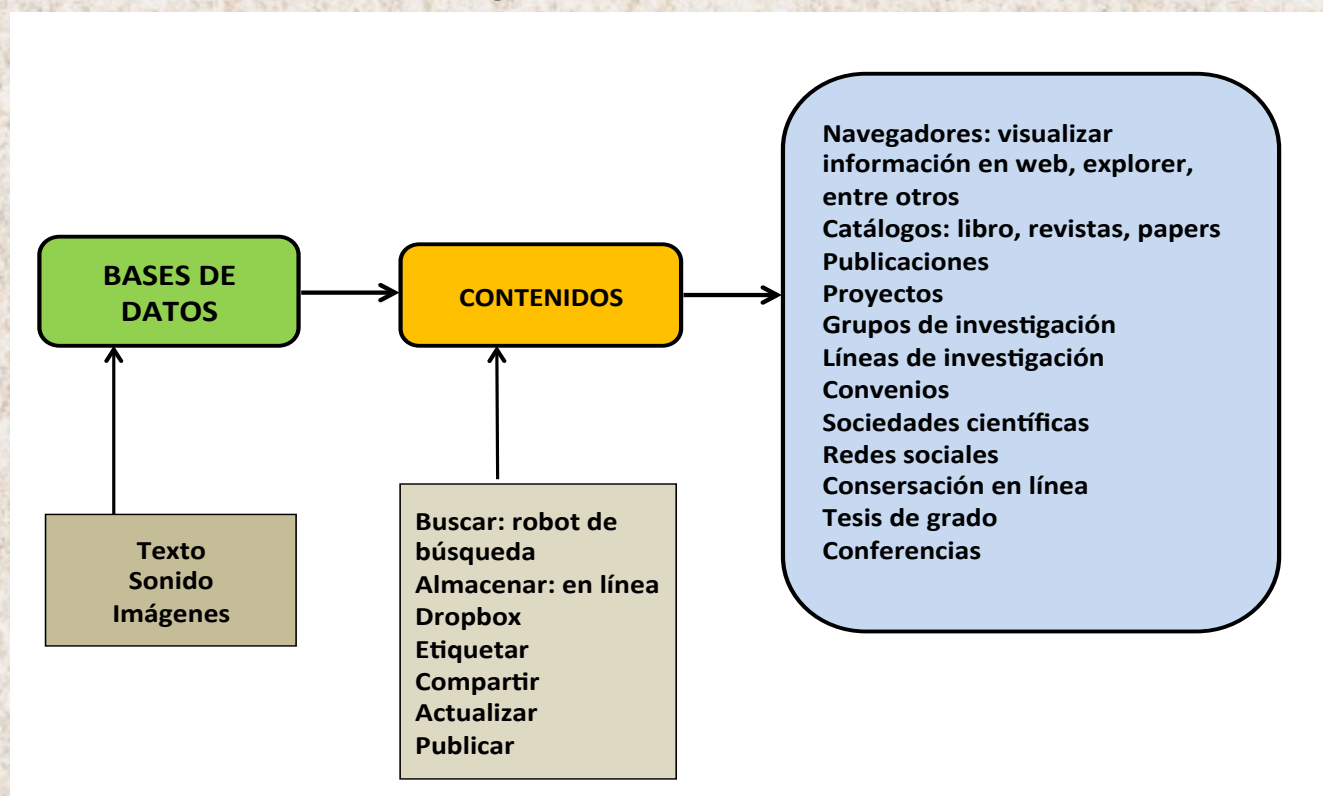 BASES DE
DATOS
CONTENIDOS
Texto
Sonido
Imágenes
Buscar: robot de
búsqueda
Almacenar: en línea
Dropbox
Etiquetar
Compartir
Actualizar
Publicar
Navegadores: visualizar
información en web, explorer,
entre otros
Catálogos: libro, revistas, papers
Publicaciones
Proyectos
Grupos de investigación
Líneas de investigación
Convenios
Sociedades científicas
Redes sociales
Consersación en línea
Tesis de grado
Conferencias